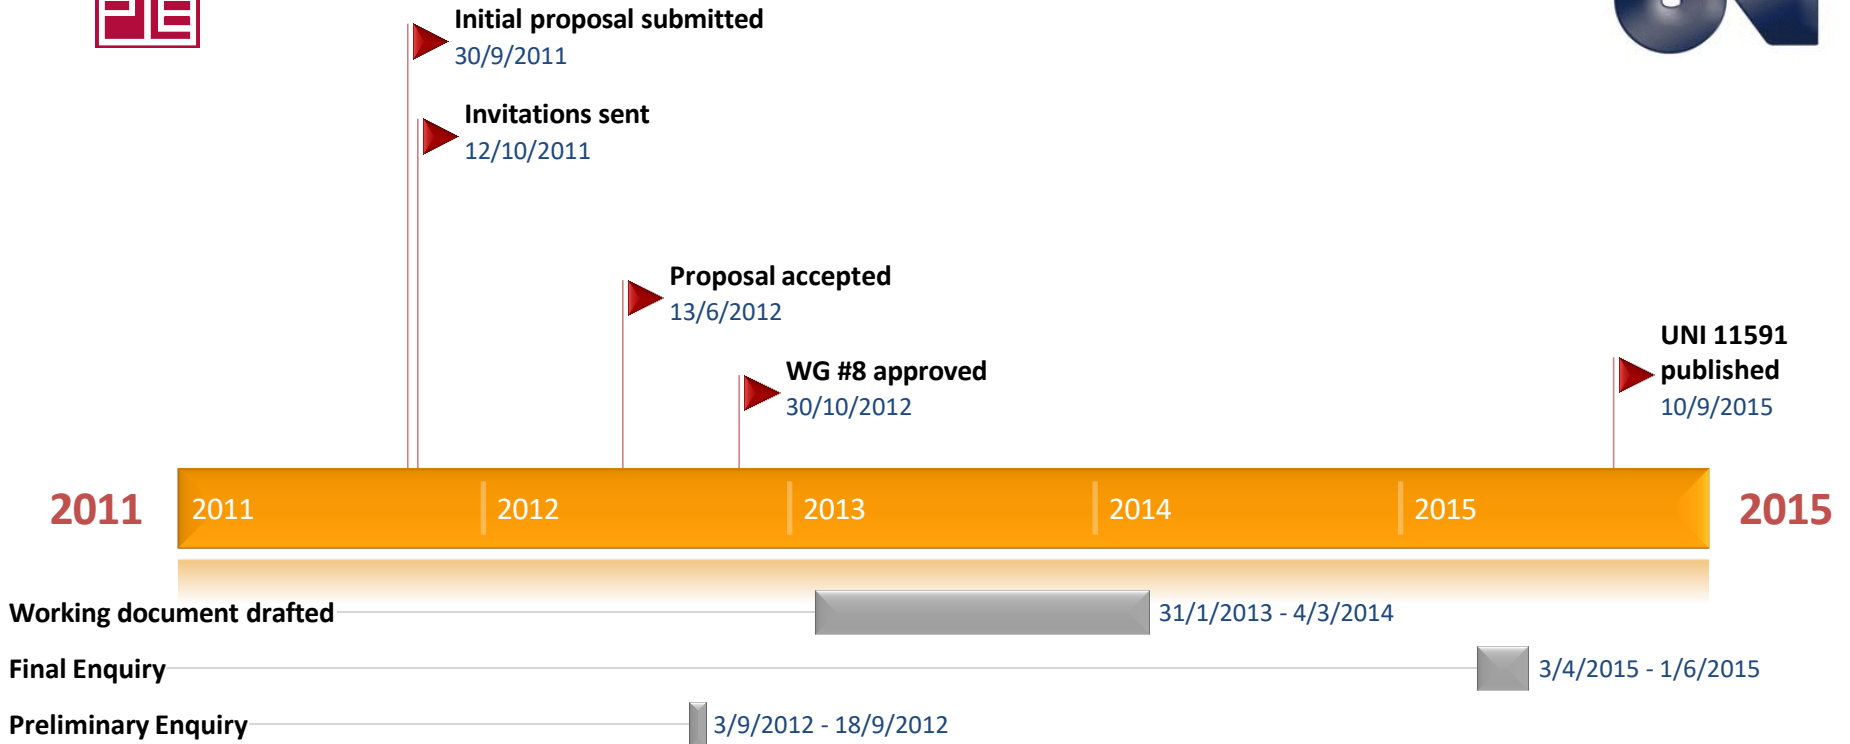 Initial proposal submitted
30/9/2011
Invitations sent
12/10/2011
Proposal accepted
13/6/2012
WG #8 approved
30/10/2012
UNI 11591
published
10/9/2015
2011
2011
2012
2013
2014
2015
2015
Working document drafted
31/1/2013 - 4/3/2014
Final Enquiry
3/4/2015 - 1/6/2015
Preliminary Enquiry
3/9/2012 - 18/9/2012